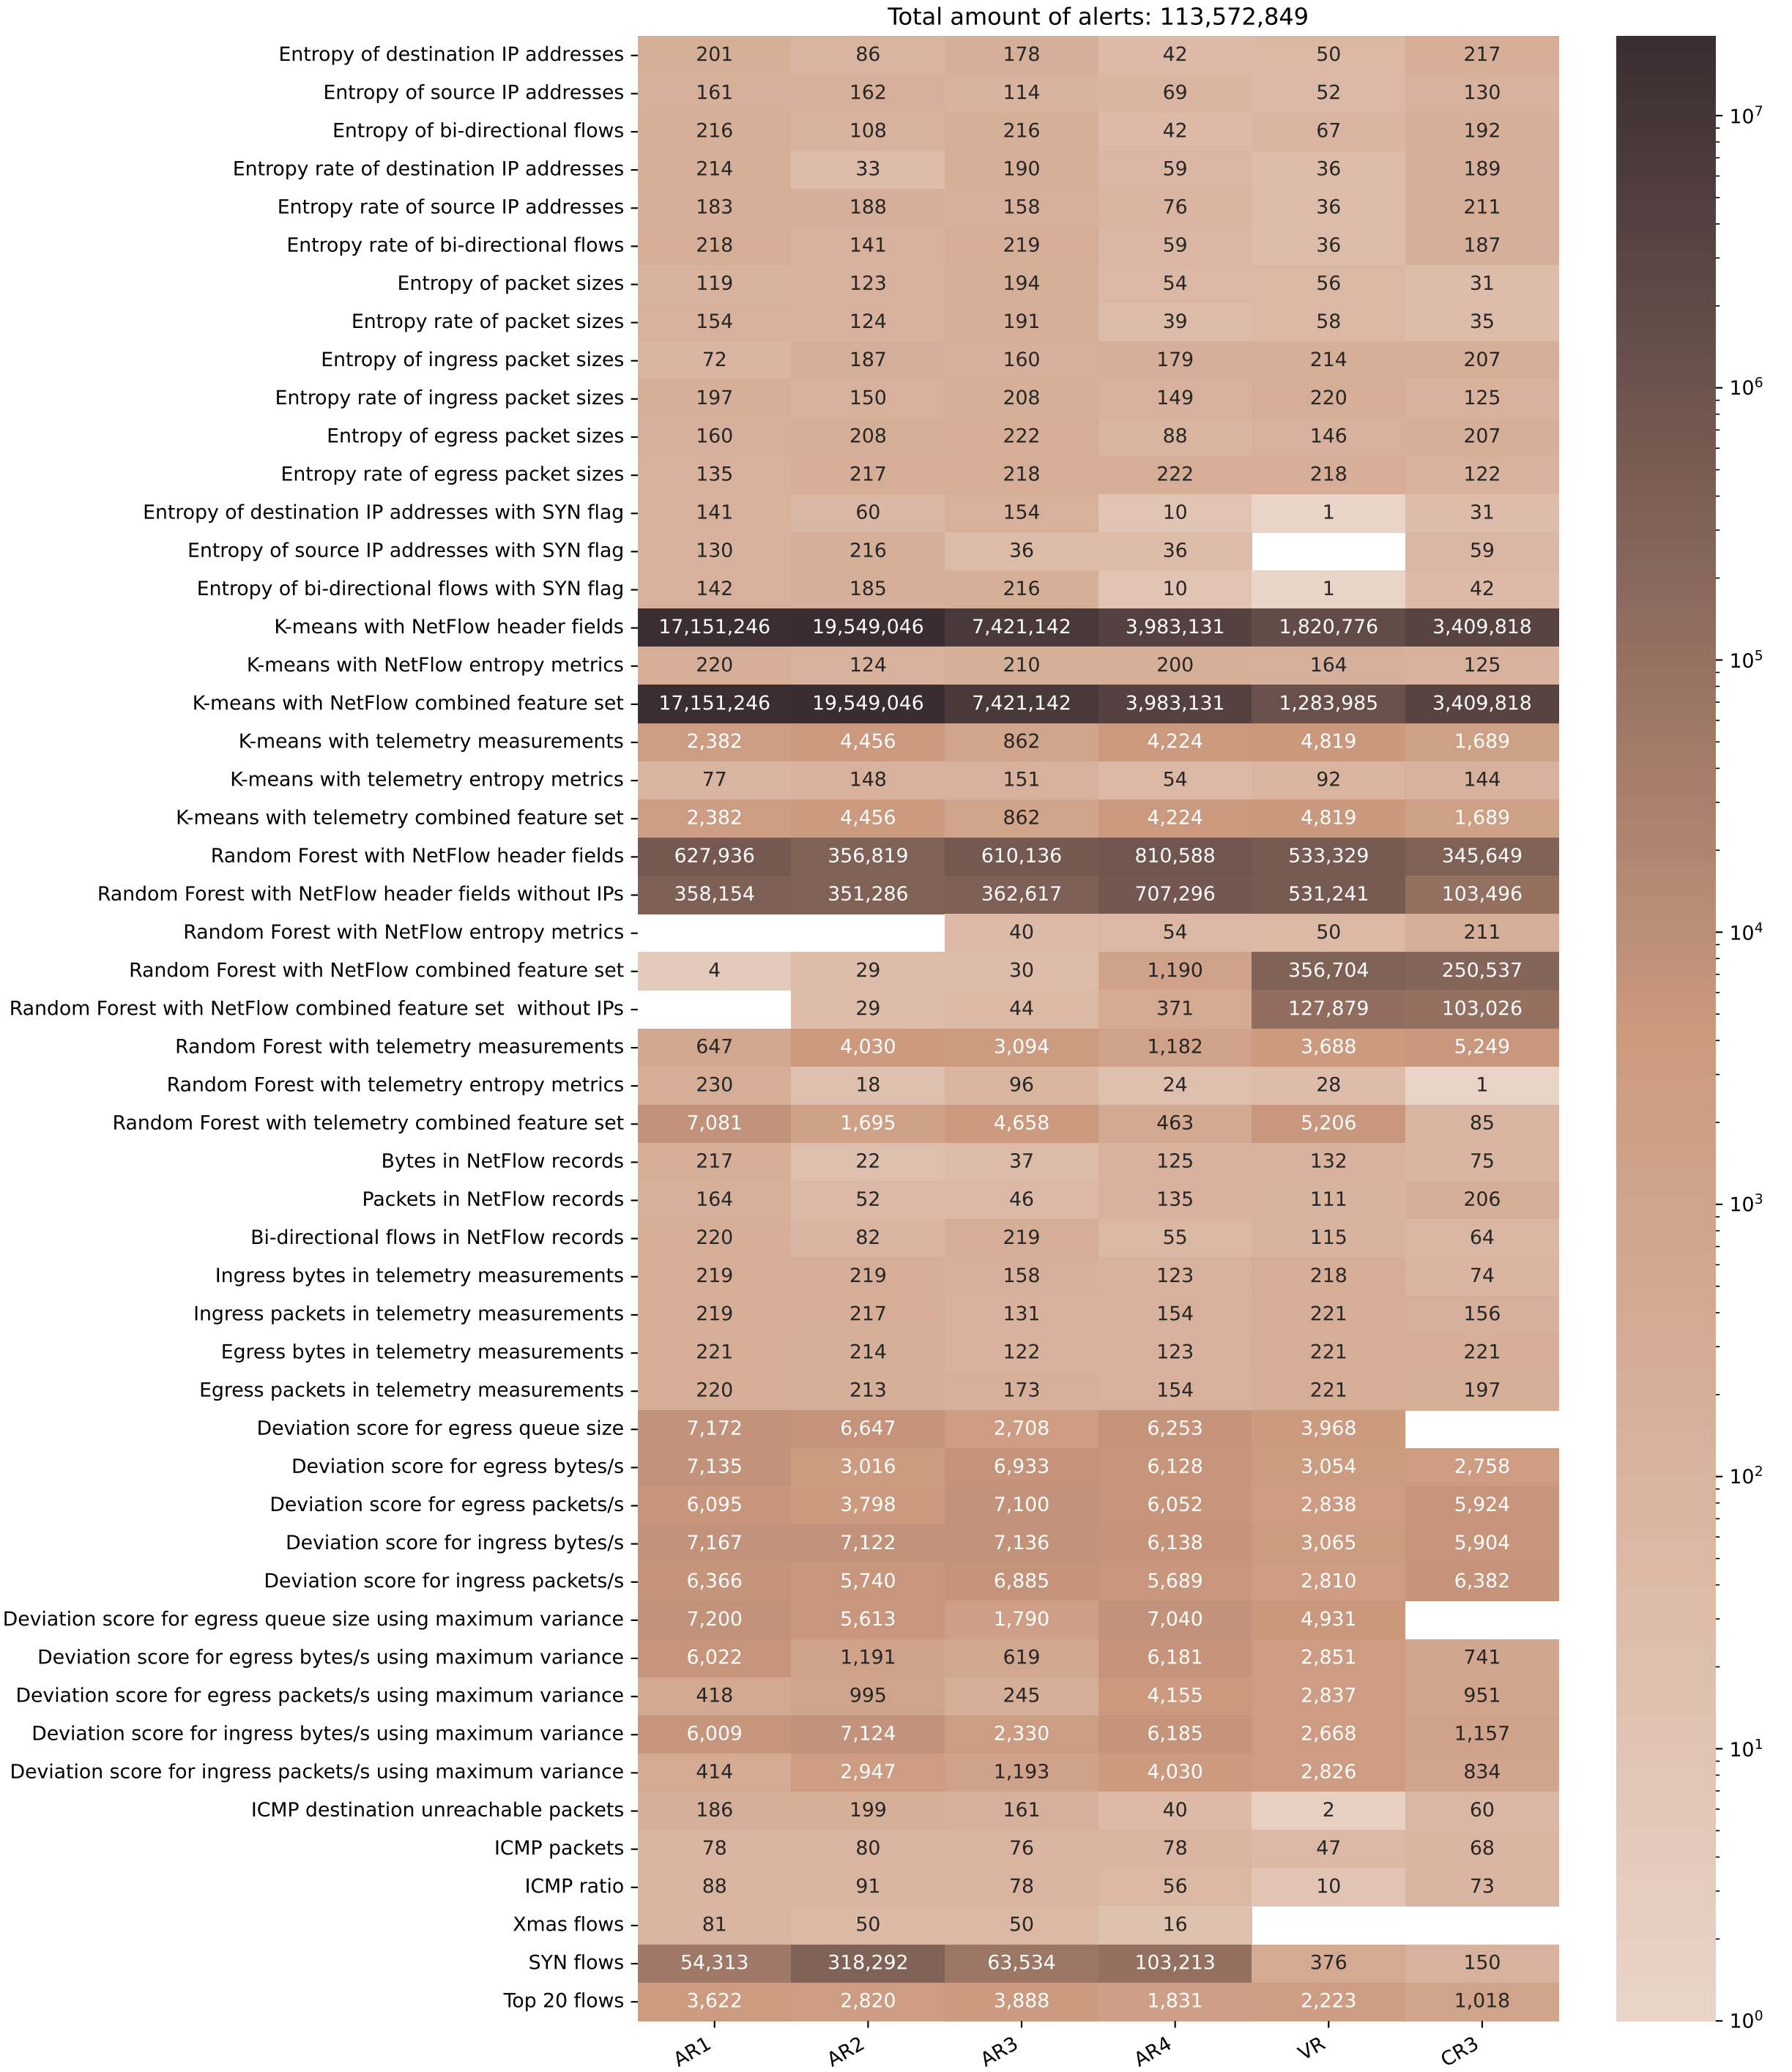 Total amount of alerts: 113,572,849
Entropy of destination IP addresses 201 86 178 42 50 217
Entropy of source IP addresses 161 162 114 69 52 130
Entropy of bi-directional flows 216 108 216 42 67 192
Entropy rate of destination IP addresses 214 33 190 59 36 189
Entropy rate of source IP addresses 183 188 158 76 36 211
Entropy rate of bi-directional flows 218 141 219 59 36 187
Entropy of packet sizes 119 123 194 54 56 31
Entropy rate of packet sizes 154 124 191 39 58 35
Entropy of ingress packet sizes 72 187 160 179 214 207
Entropy rate of ingress packet sizes 197 150 208 149 220 125
Entropy of egress packet sizes 160 208 222 88 146 207
Entropy rate of egress packet sizes 135 217 218 222 218 122
Entropy of destination IP addresses with SYN flag 141 60 154 10 1 31
Entropy of source IP addresses with SYN flag 130 216 36 36 59
Entropy of bi-directional flows with SYN flag 142 185 216 10 1 42
K-means with NetFlow header fields 17,151,246 19,549,046 7,421,142 3,983,131 1,820,776 3,409,818
K-means with NetFlow entropy metrics 220 124 210 200 164 125
K-means with NetFlow combined feature set 17,151,246 19,549,046 7,421,142 3,983,131 1,283,985 3,409,818
K-means with telemetry measurements 2,382 4,456 862 4,224 4,819 1,689
K-means with telemetry entropy metrics 77 148 151 54 92 144
K-means with telemetry combined feature set 2,382 4,456 862 4,224 4,819 1,689
Random Forest with NetFlow header fields 627,936 356,819 610,136 810,588 533,329 345,649
Random Forest with NetFlow header fields without IPs 358,154 351,286 362,617 707,296 531,241 103,496
Random Forest with NetFlow entropy metrics 40 54 50 211
Random Forest with NetFlow combined feature set 4 29 30 1,190 356,704 250,537
Random Forest with NetFlow combined feature set  without IPs 29 44 371 127,879 103,026
Random Forest with telemetry measurements 647 4,030 3,094 1,182 3,688 5,249
Random Forest with telemetry entropy metrics 230 18 96 24 28 1
Random Forest with telemetry combined feature set 7,081 1,695 4,658 463 5,206 85
Bytes in NetFlow records 217 22 37 125 132 75
Packets in NetFlow records 164 52 46 135 111 206
Bi-directional flows in NetFlow records 220 82 219 55 115 64
Ingress bytes in telemetry measurements 219 219 158 123 218 74
Ingress packets in telemetry measurements 219 217 131 154 221 156
Egress bytes in telemetry measurements 221 214 122 123 221 221
Egress packets in telemetry measurements 220 213 173 154 221 197
Deviation score for egress queue size 7,172 6,647 2,708 6,253 3,968
Deviation score for egress bytes/s 7,135 3,016 6,933 6,128 3,054 2,758
Deviation score for egress packets/s 6,095 3,798 7,100 6,052 2,838 5,924
Deviation score for ingress bytes/s 7,167 7,122 7,136 6,138 3,065 5,904
Deviation score for ingress packets/s 6,366 5,740 6,885 5,689 2,810 6,382
Deviation score for egress queue size using maximum variance 7,200 5,613 1,790 7,040 4,931
Deviation score for egress bytes/s using maximum variance 6,022 1,191 619 6,181 2,851 741
Deviation score for egress packets/s using maximum variance 418 995 245 4,155 2,837 951
Deviation score for ingress bytes/s using maximum variance 6,009 7,124 2,330 6,185 2,668 1,157
Deviation score for ingress packets/s using maximum variance 414 2,947 1,193 4,030 2,826 834
ICMP destination unreachable packets 186 199 161 40 2 60
ICMP packets 78 80 76 78 47 68
ICMP ratio 88 91 78 56 10 73
Xmas flows 81 50 50 16
SYN flows 54,313 318,292 63,534 103,213 376 150
Top 20 flows 3,622 2,820 3,888 1,831 2,223 1,018
AR1 AR2 AR3 AR4 VR CR3
10⁷
10⁶
10⁵
10⁴
10³
10²
10¹
10⁰